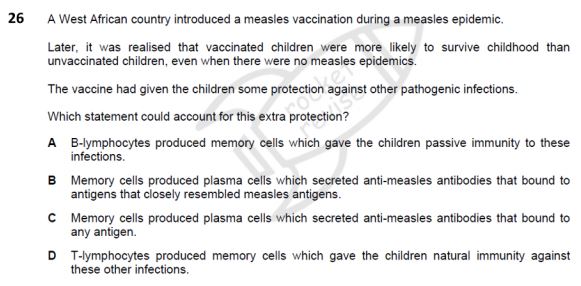 26 A West African country introduced a measles vaccination during a measles epidemic.
Later, it was realised that vaccinated children were more likely to survive childhood than
unvaccinated children, even when there were no measles epidemics.
The vaccine had given the children some protection against other pathogenic infections.
Which statement could account for this extra protection?
A B-lymphocytes produced memory cells which gave the children passive immunity to these
infections.
B Memory cells produced plasma cells which secreted anti-measles antibodies that bound to
antigens that closely resembled measles antigens.
C Memory cells produced plasma cells which secreted anti-measles antibodies that bound to
any antigen.
D T-lymphocytes produced memory cells which gave the children natural immunity against
these other infections.
rocket
revise